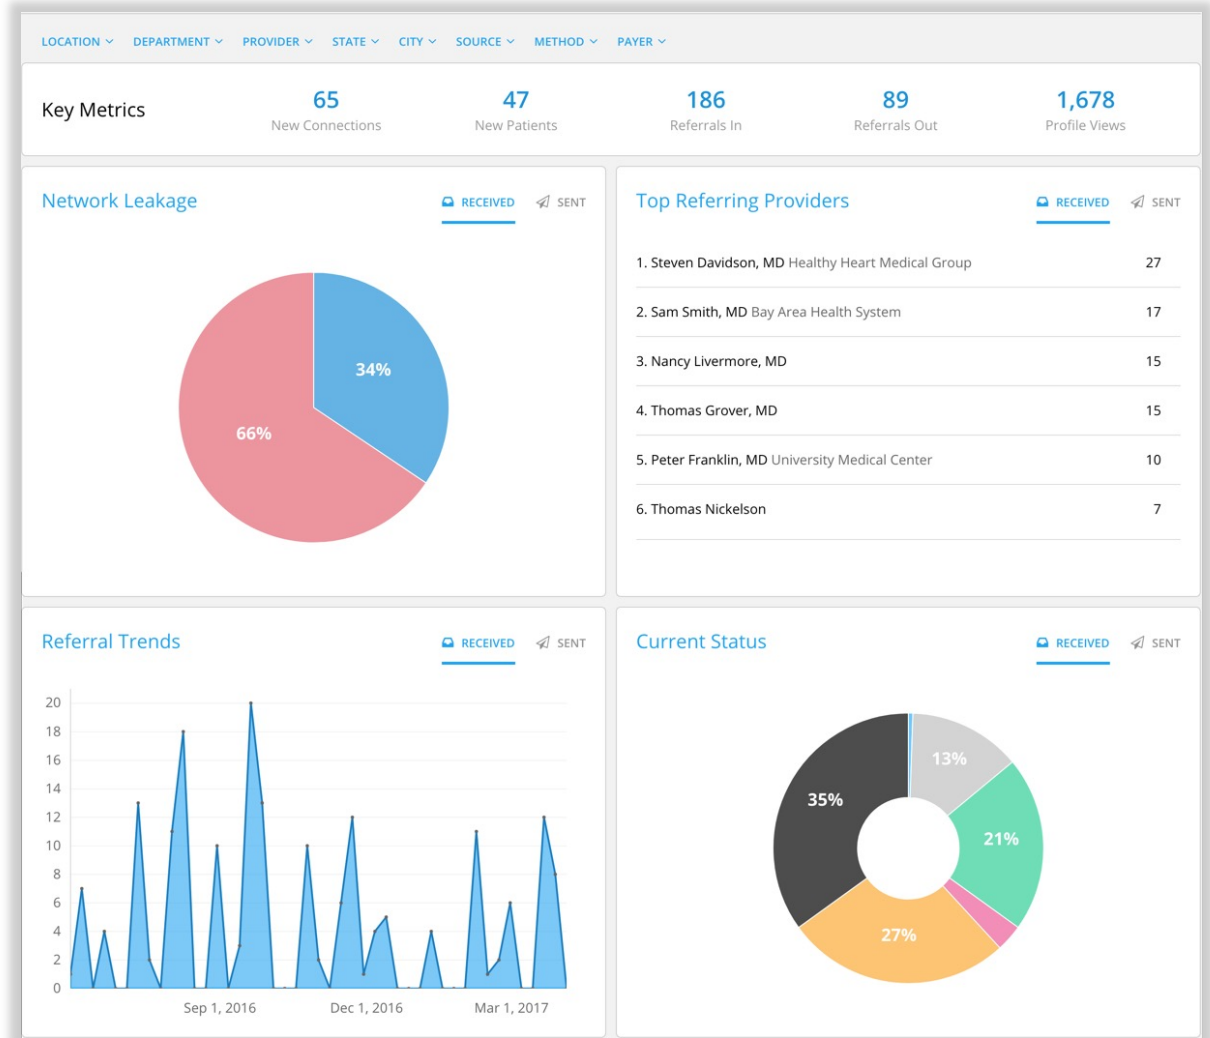 LOCATION DEPARTMENT PROVIDER STATE CITY SOURCE METHOD PAYER
Key Metrics
65 47 186 89 1,678
New Connections New Patients Referrals In Referrals Out Profile Views
Network Leakage RECEIVED SENT
34%
66%
Top Referring Providers RECEIVED SENT
1. Steven Davidson, MD Healthy Heart Medical Group 27
2. Sam Smith, MD Bay Area Health System 17
3. Nancy Livermore, MD 15
4. Thomas Grover, MD 15
5. Peter Franklin, MD University Medical Center 10
6. Thomas Nickelson 7
Referral Trends RECEIVED SENT
20
18
16
14
12
10
8
6
4
2
0
Sep 1, 2016 Dec 1, 2016 Mar 1, 2017
Current Status RECEIVED SENT
13%
35%
21%
27%